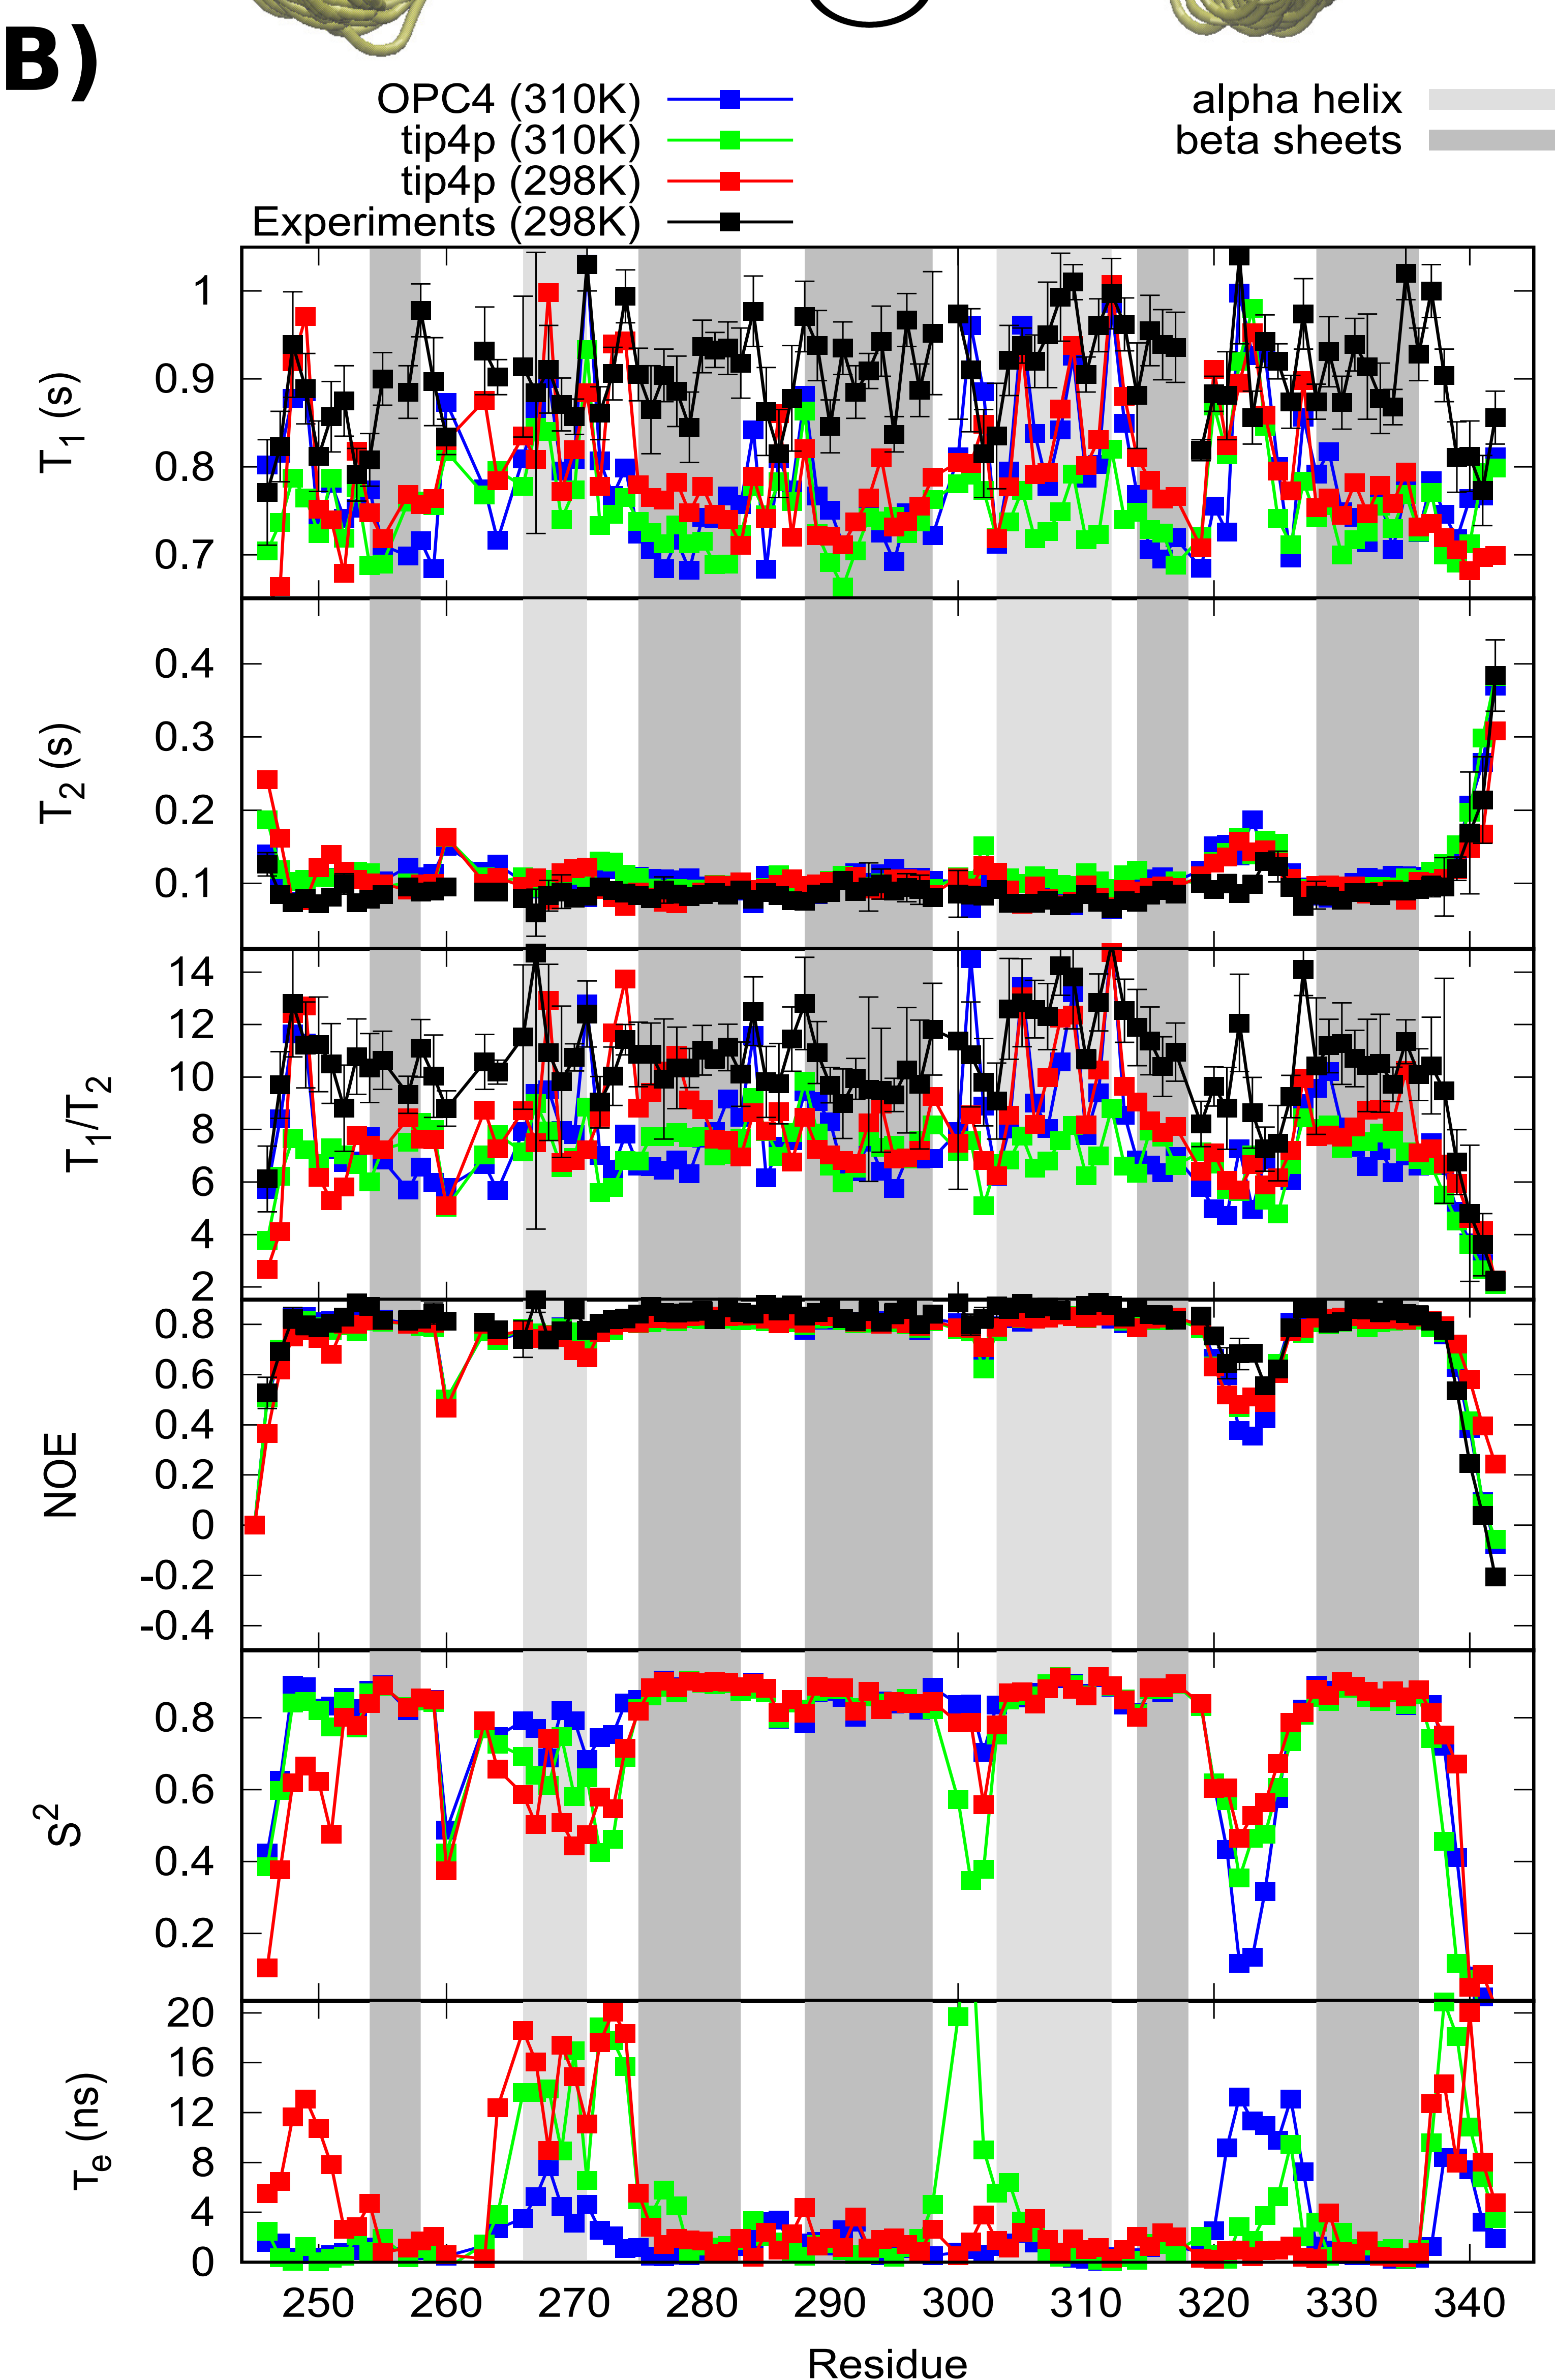 B)
OPC4 (310K)
tip4p (310K)
tip4p (298K)
Experiments (298K)
alpha helix
beta sheets
T1 (s)
1
0.9
0.8
0.7
T2 (s)
0.4
0.3
0.2
0.1
T1/T2
14
12
10
8
6
4
2
NOE
0.8
0.6
0.4
0.2
0
-0.2
-0.4
S2
0.8
0.6
0.4
0.2
τe (ns)
20
16
12
8
4
0
250 260 270 280 290 300 310 320 330 340
Residue